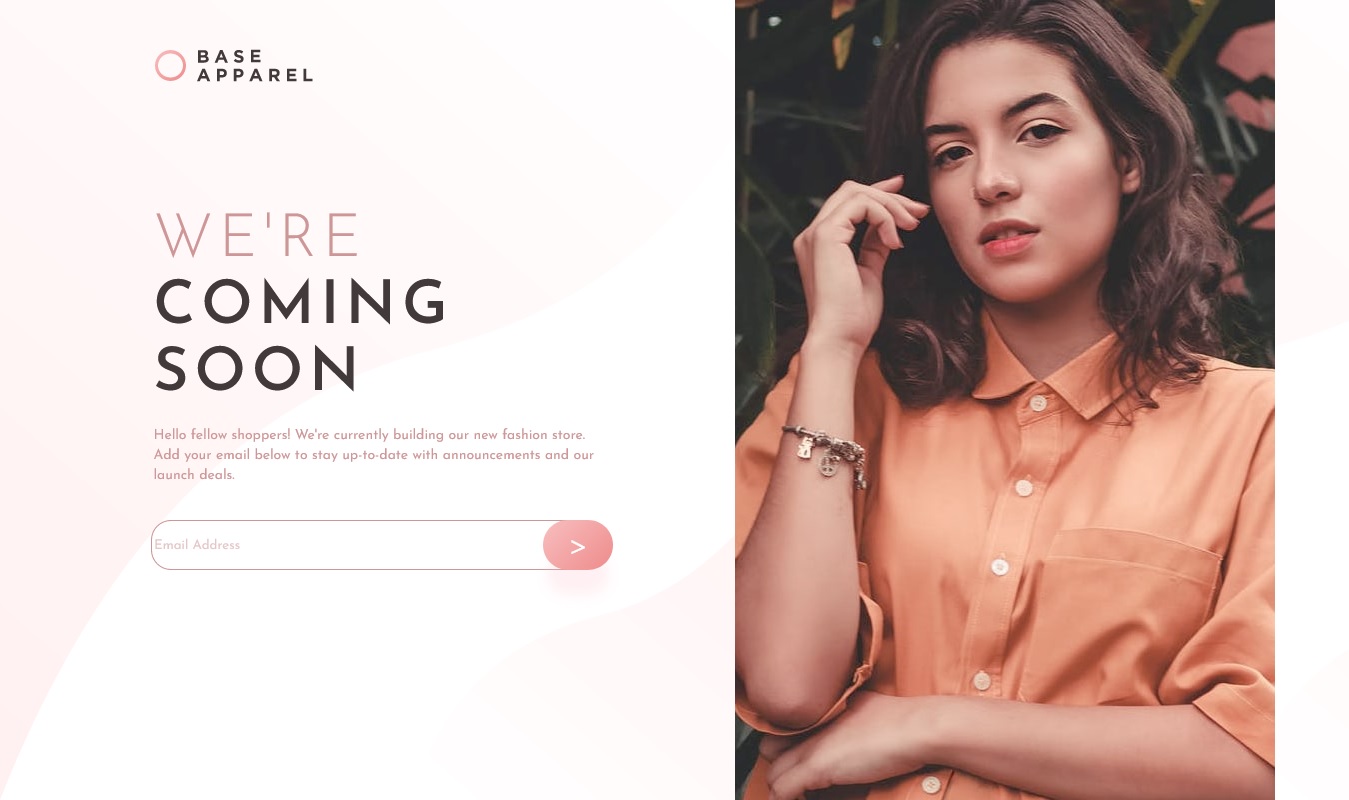 BASE
APPAREL
WE'RE
COMING
SOON
Hello fellow shoppers! We're currently building our new fashion store.
Add your email below to stay up-to-date with announcements and our
launch deals.
Email Address
>